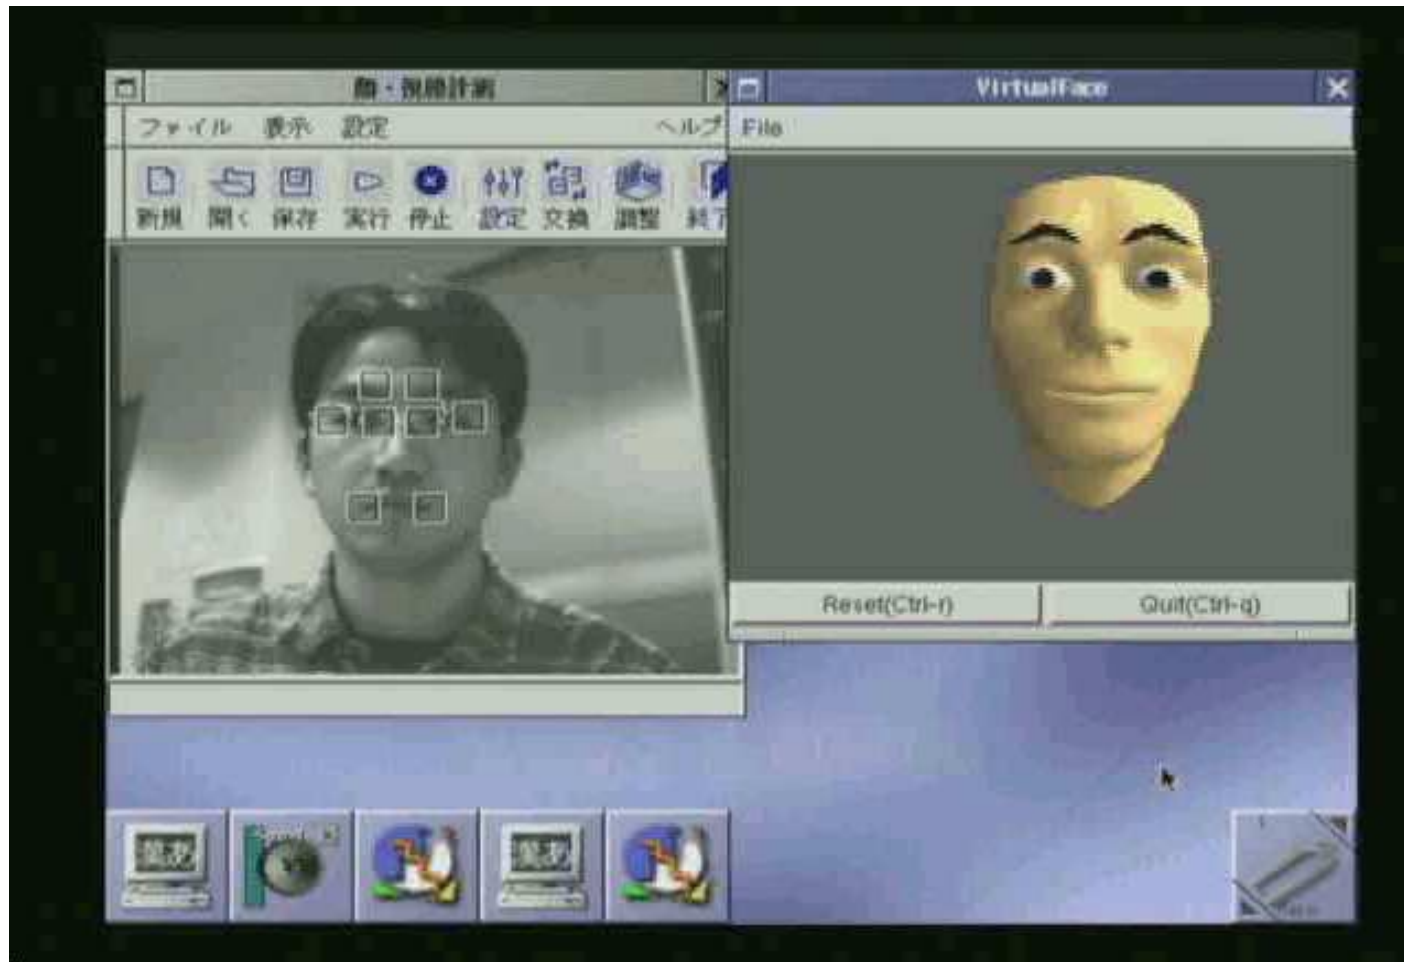 顔・視線計測
ファイル 表示 設定 ヘルプ
新規 開く 保存 実行 停止 設定 交換 調整 終了
VirtualFace
File
Reset(Ctrl-r) Quit(Ctrl-q)